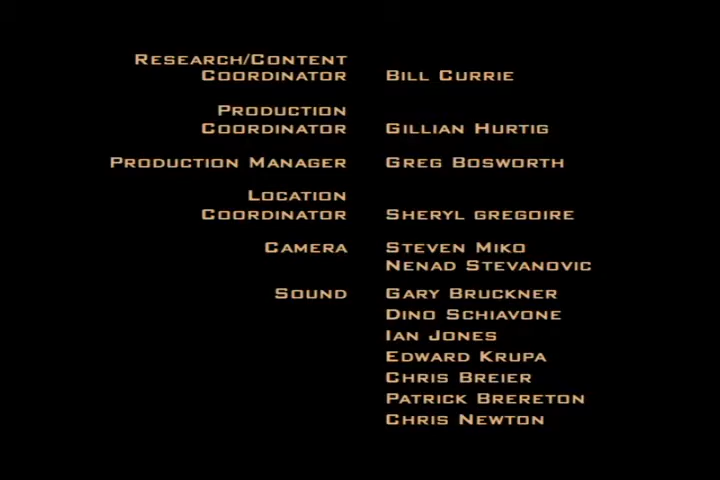 Research/Content
Coordinator Bill Currie
Production
Coordinator Gillian Hurtig
Production Manager Greg Bosworth
Location
Coordinator Sheryl gregoire
Camera Steven Miko
Nenad Stevanovic
Sound Gary Bruckner
Dino Schiavone
Ian Jones
Edward Krupa
Chris Breier
Patrick Brereton
Chris Newton